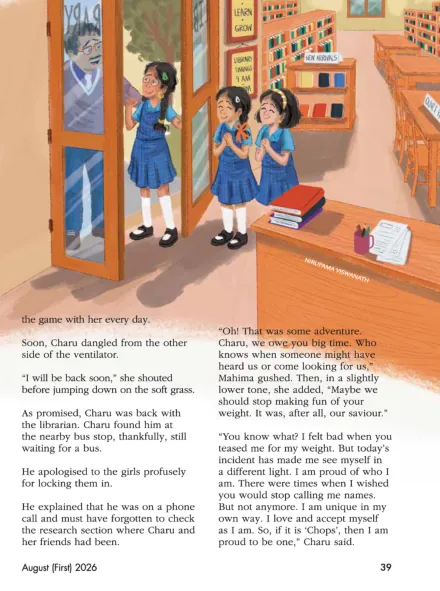 LEARN
GROW
LIBRARY
TIMINGS
9 AM
NEW ARRIVALS
NIRUPAMA VISWANATH
the game with her every day.
Soon, Charu dangled from the other
side of the ventilator.
“I will be back soon,” she shouted
before jumping down on the soft grass.
As promised, Charu was back with
the librarian. Charu found him at
the nearby bus stop, thankfully, still
waiting for a bus.
He apologised to the girls profusely
for locking them in.
He explained that he was on a phone
call and must have forgotten to check
the research section where Charu and
her friends had been.
“Oh! That was some adventure.
Charu, we owe you big time. Who
knows when someone might have
heard us or come looking for us,”
Mahima gushed. Then, in a slightly
lower tone, she added, “Maybe we
should stop making fun of your
weight. It was, after all, our saviour.”
“You know what? I felt bad when you
teased me for my weight. But today’s
incident has made me see myself in
a different light. I am proud of who I
am. There were times when I wished
you would stop calling me names.
But not anymore. I am unique in my
own way. I love and accept myself
as I am. So, if it is ‘Chops’, then I am
proud to be one,” Charu said.
August (First) 2026
39